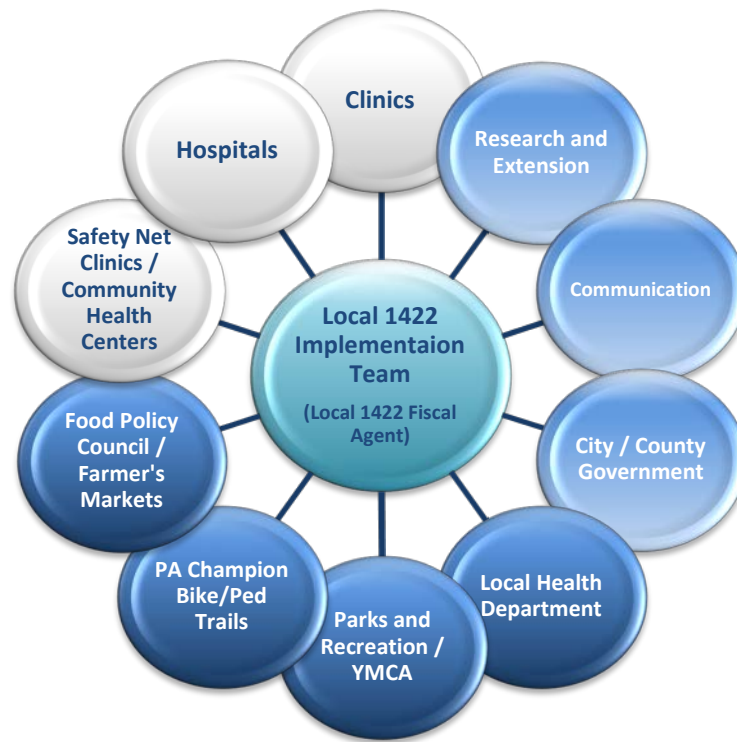 Clinics
Research and
Extension
Communication
City / County
Government
Local Health
Department
Parks and
Recreation /
YMCA
PA Champion
Bike/Ped
Trails
Food Policy
Council /
Farmer's
Markets
Safety Net
Clinics /
Community
Health
Centers
Hospitals
Local 1422
Implementaion
Team
(Local 1422 Fiscal
Agent)